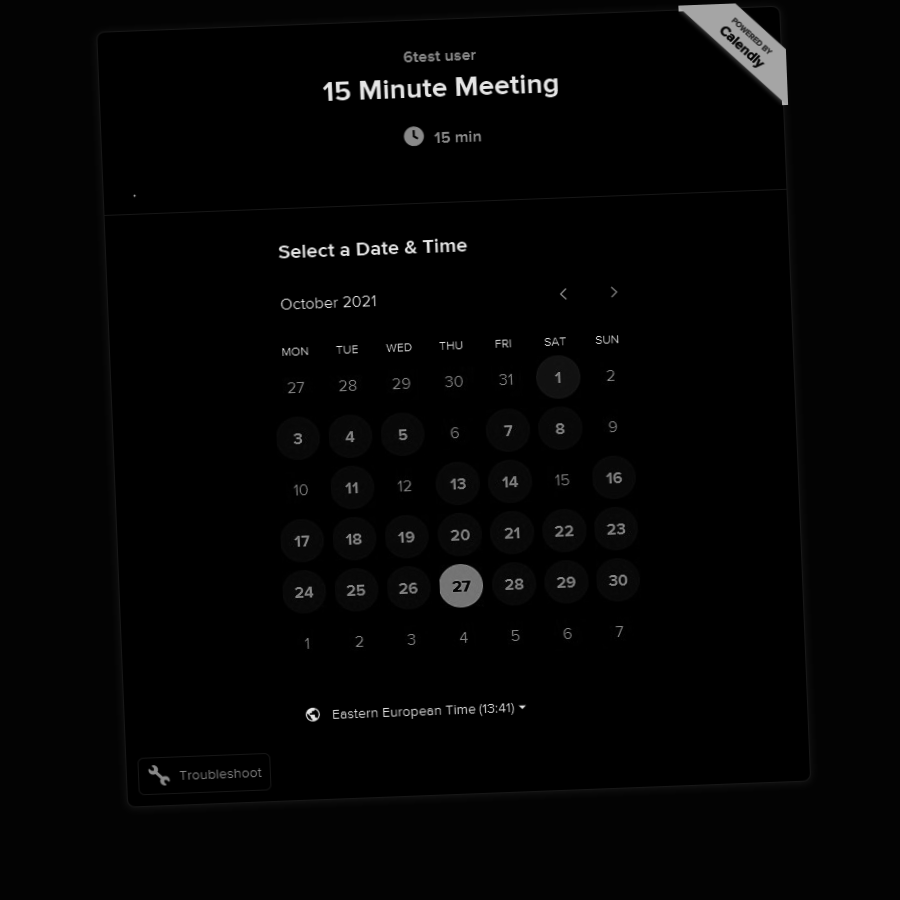 POWERED BY
Calendly
6test user
15 Minute Meeting
15 min
Select a Date & Time
October 2021
MON TUE WED THU FRI SAT SUN
27 28 29 30 31 1 2
3 4 5 6 7 8 9
10 11 12 13 14 15 16
17 18 19 20 21 22 23
24 25 26 27 28 29 30
1 2 3 4 5 6 7
Eastern European Time (13:41)
Troubleshoot